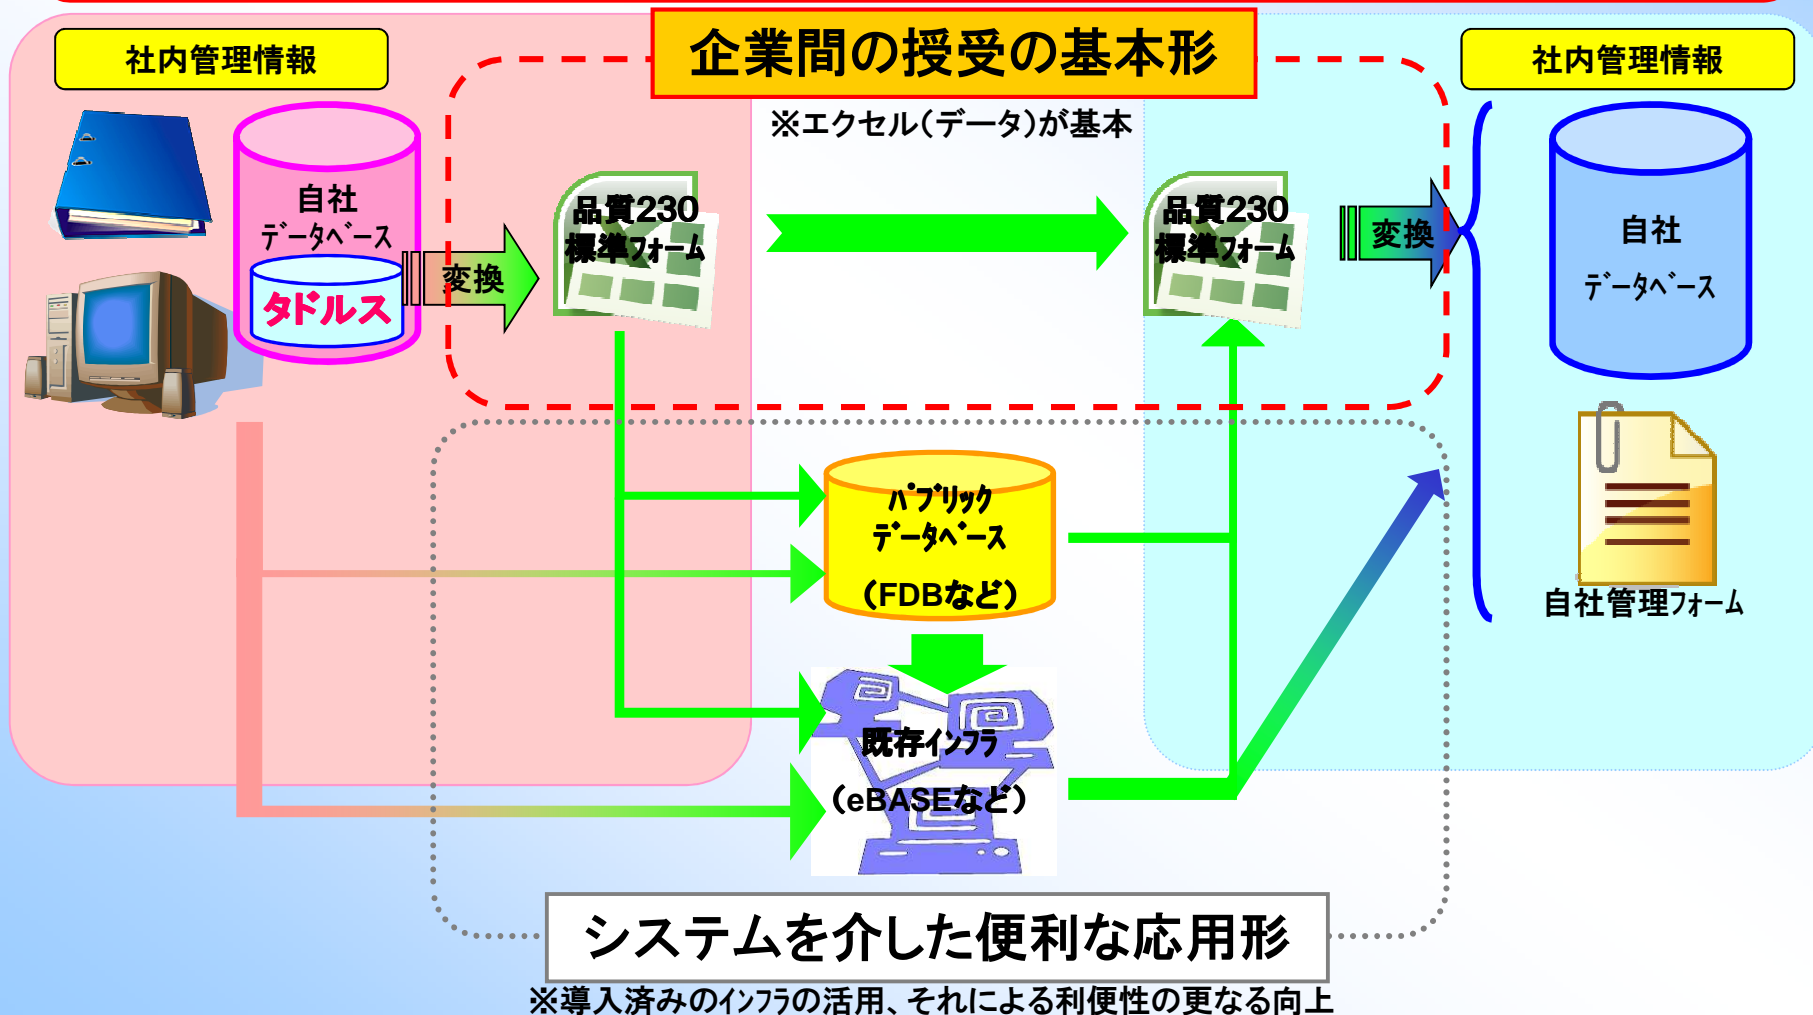 企業間の授受の基本形
社内管理情報
社内管理情報
※エクセル(データ)が基本
自社
ﾃﾞｰﾀﾍﾞｰｽ
タドルス
変換
品質230
標準ﾌｫｰﾑ
品質230
標準ﾌｫｰﾑ
変換
自社
ﾃﾞｰﾀﾍﾞｰｽ
ﾊﾟﾌﾞﾘｯｸ
ﾃﾞｰﾀﾍﾞｰｽ
(FDBなど)
自社管理ﾌｫｰﾑ
既存ｲﾝﾌﾗ
(eBASEなど)
システムを介した便利な応用形
※導入済みのｲﾝﾌﾗの活用、それによる利便性の更なる向上